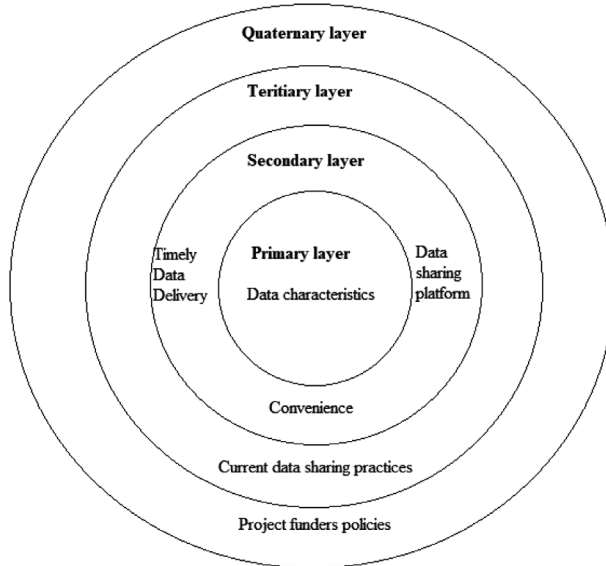 Quaternary layer
Teritiary layer
Secondary layer
Primary layer
Data characteristics
Timely
Data
Delivery
Data
sharing
platform
Convenience
Current data sharing practices
Project funders policies